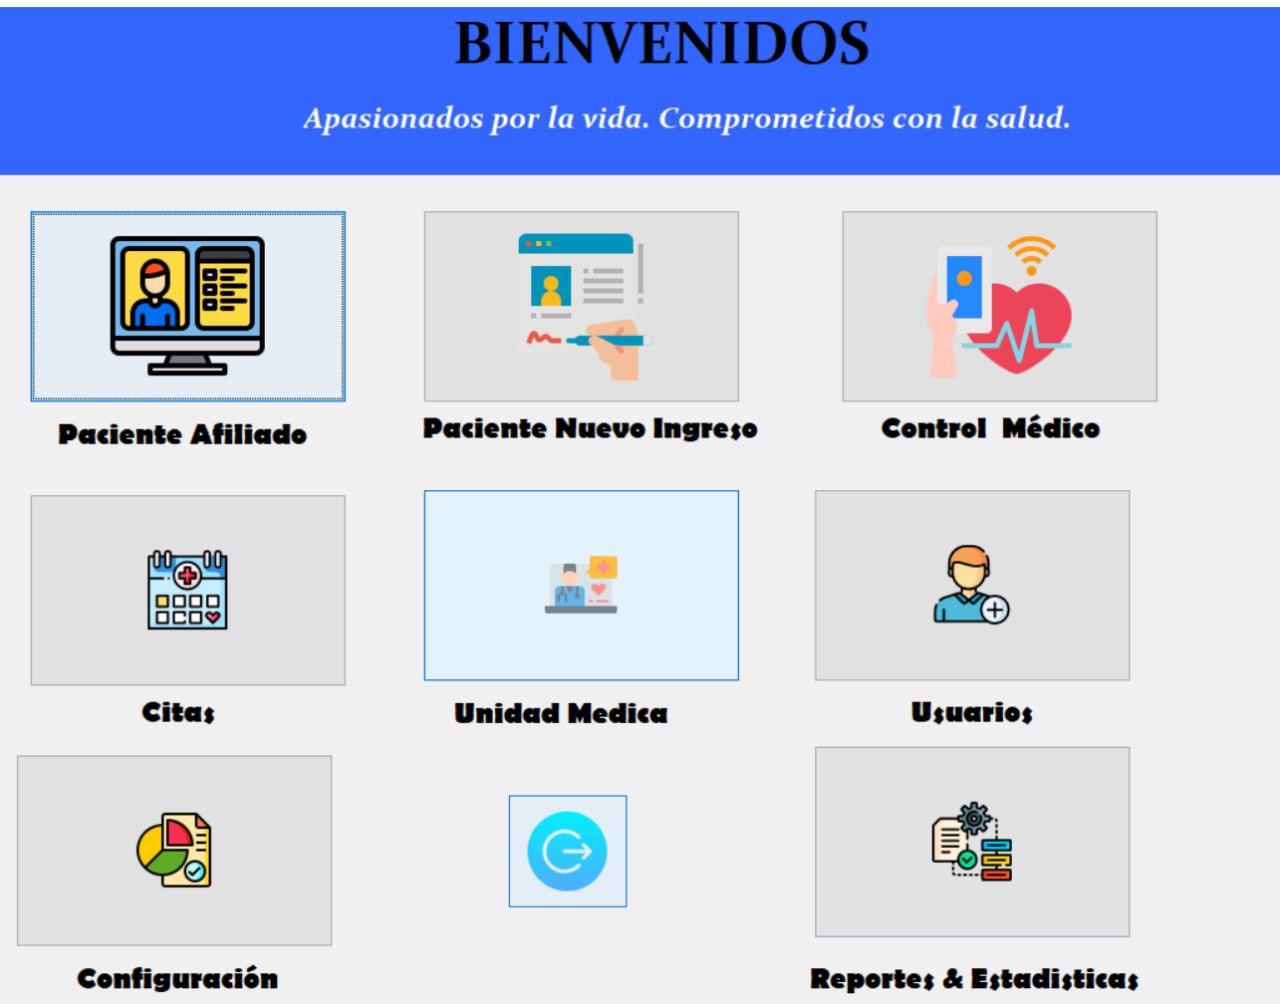 BIENVENIDOS
Apasionados por la vida. Comprometidos con la salud.
Paciente Afiliado
Paciente Nuevo Ingreso
Control Médico
Citas
Unidad Medica
Usuarios
Configuración
Reportes & Estadisticas